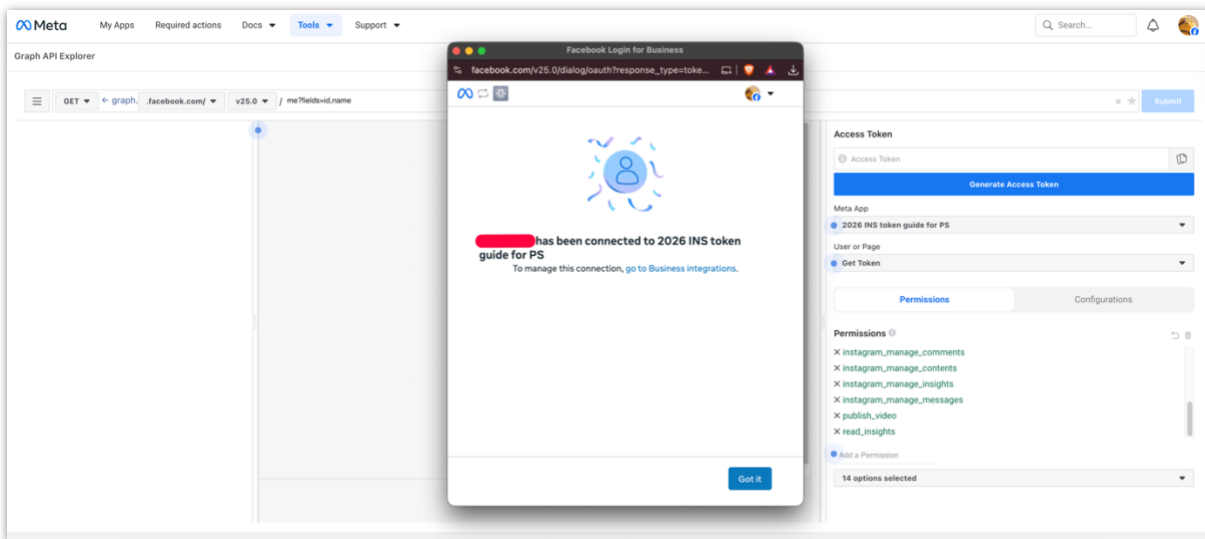 Meta My Apps Required actions Docs Tools Support Search...
Graph API Explorer
Facebook Login for Business
facebook.com/v25.0/dialog/oauth?response_type=toke...
GET graph. .facebook.com/ v25.0 / me?fields=id,name Submit
has been connected to 2026 INS token
guide for PS
To manage this connection, go to Business integrations.
Got it
Access Token
Access Token
Generate Access Token
Meta App
2026 INS token guide for PS
User or Page
Get Token
Permissions Configurations
Permissions
instagram_manage_comments
instagram_manage_contents
instagram_manage_insights
instagram_manage_messages
publish_video
read_insights
Add a Permission
14 options selected